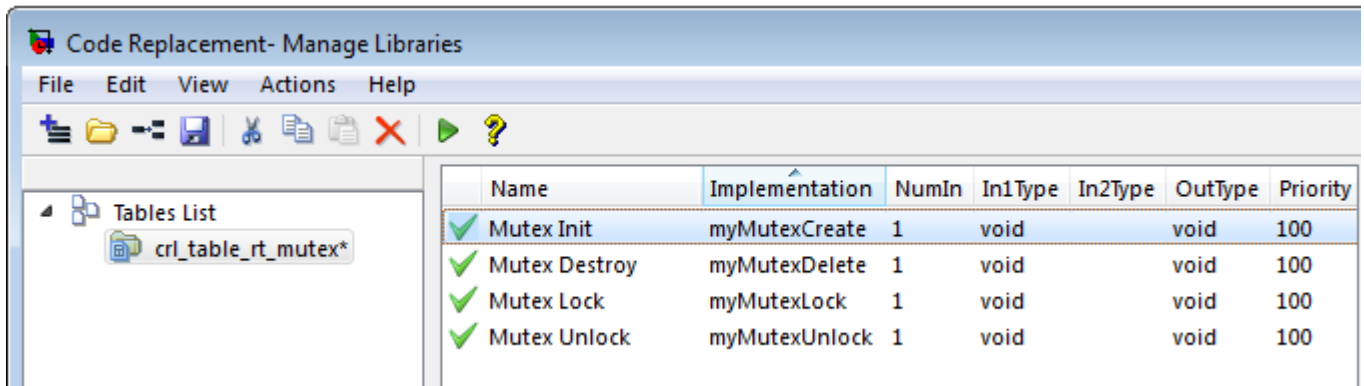 Code Replacement- Manage Libraries
File Edit View Actions Help
Name Implementation NumIn In1Type In2Type OutType Priority
Tables List
crl_table_rt_mutex*
Mutex Init myMutexCreate 1 void void 100
Mutex Destroy myMutexDelete 1 void void 100
Mutex Lock myMutexLock 1 void void 100
Mutex Unlock myMutexUnlock 1 void void 100